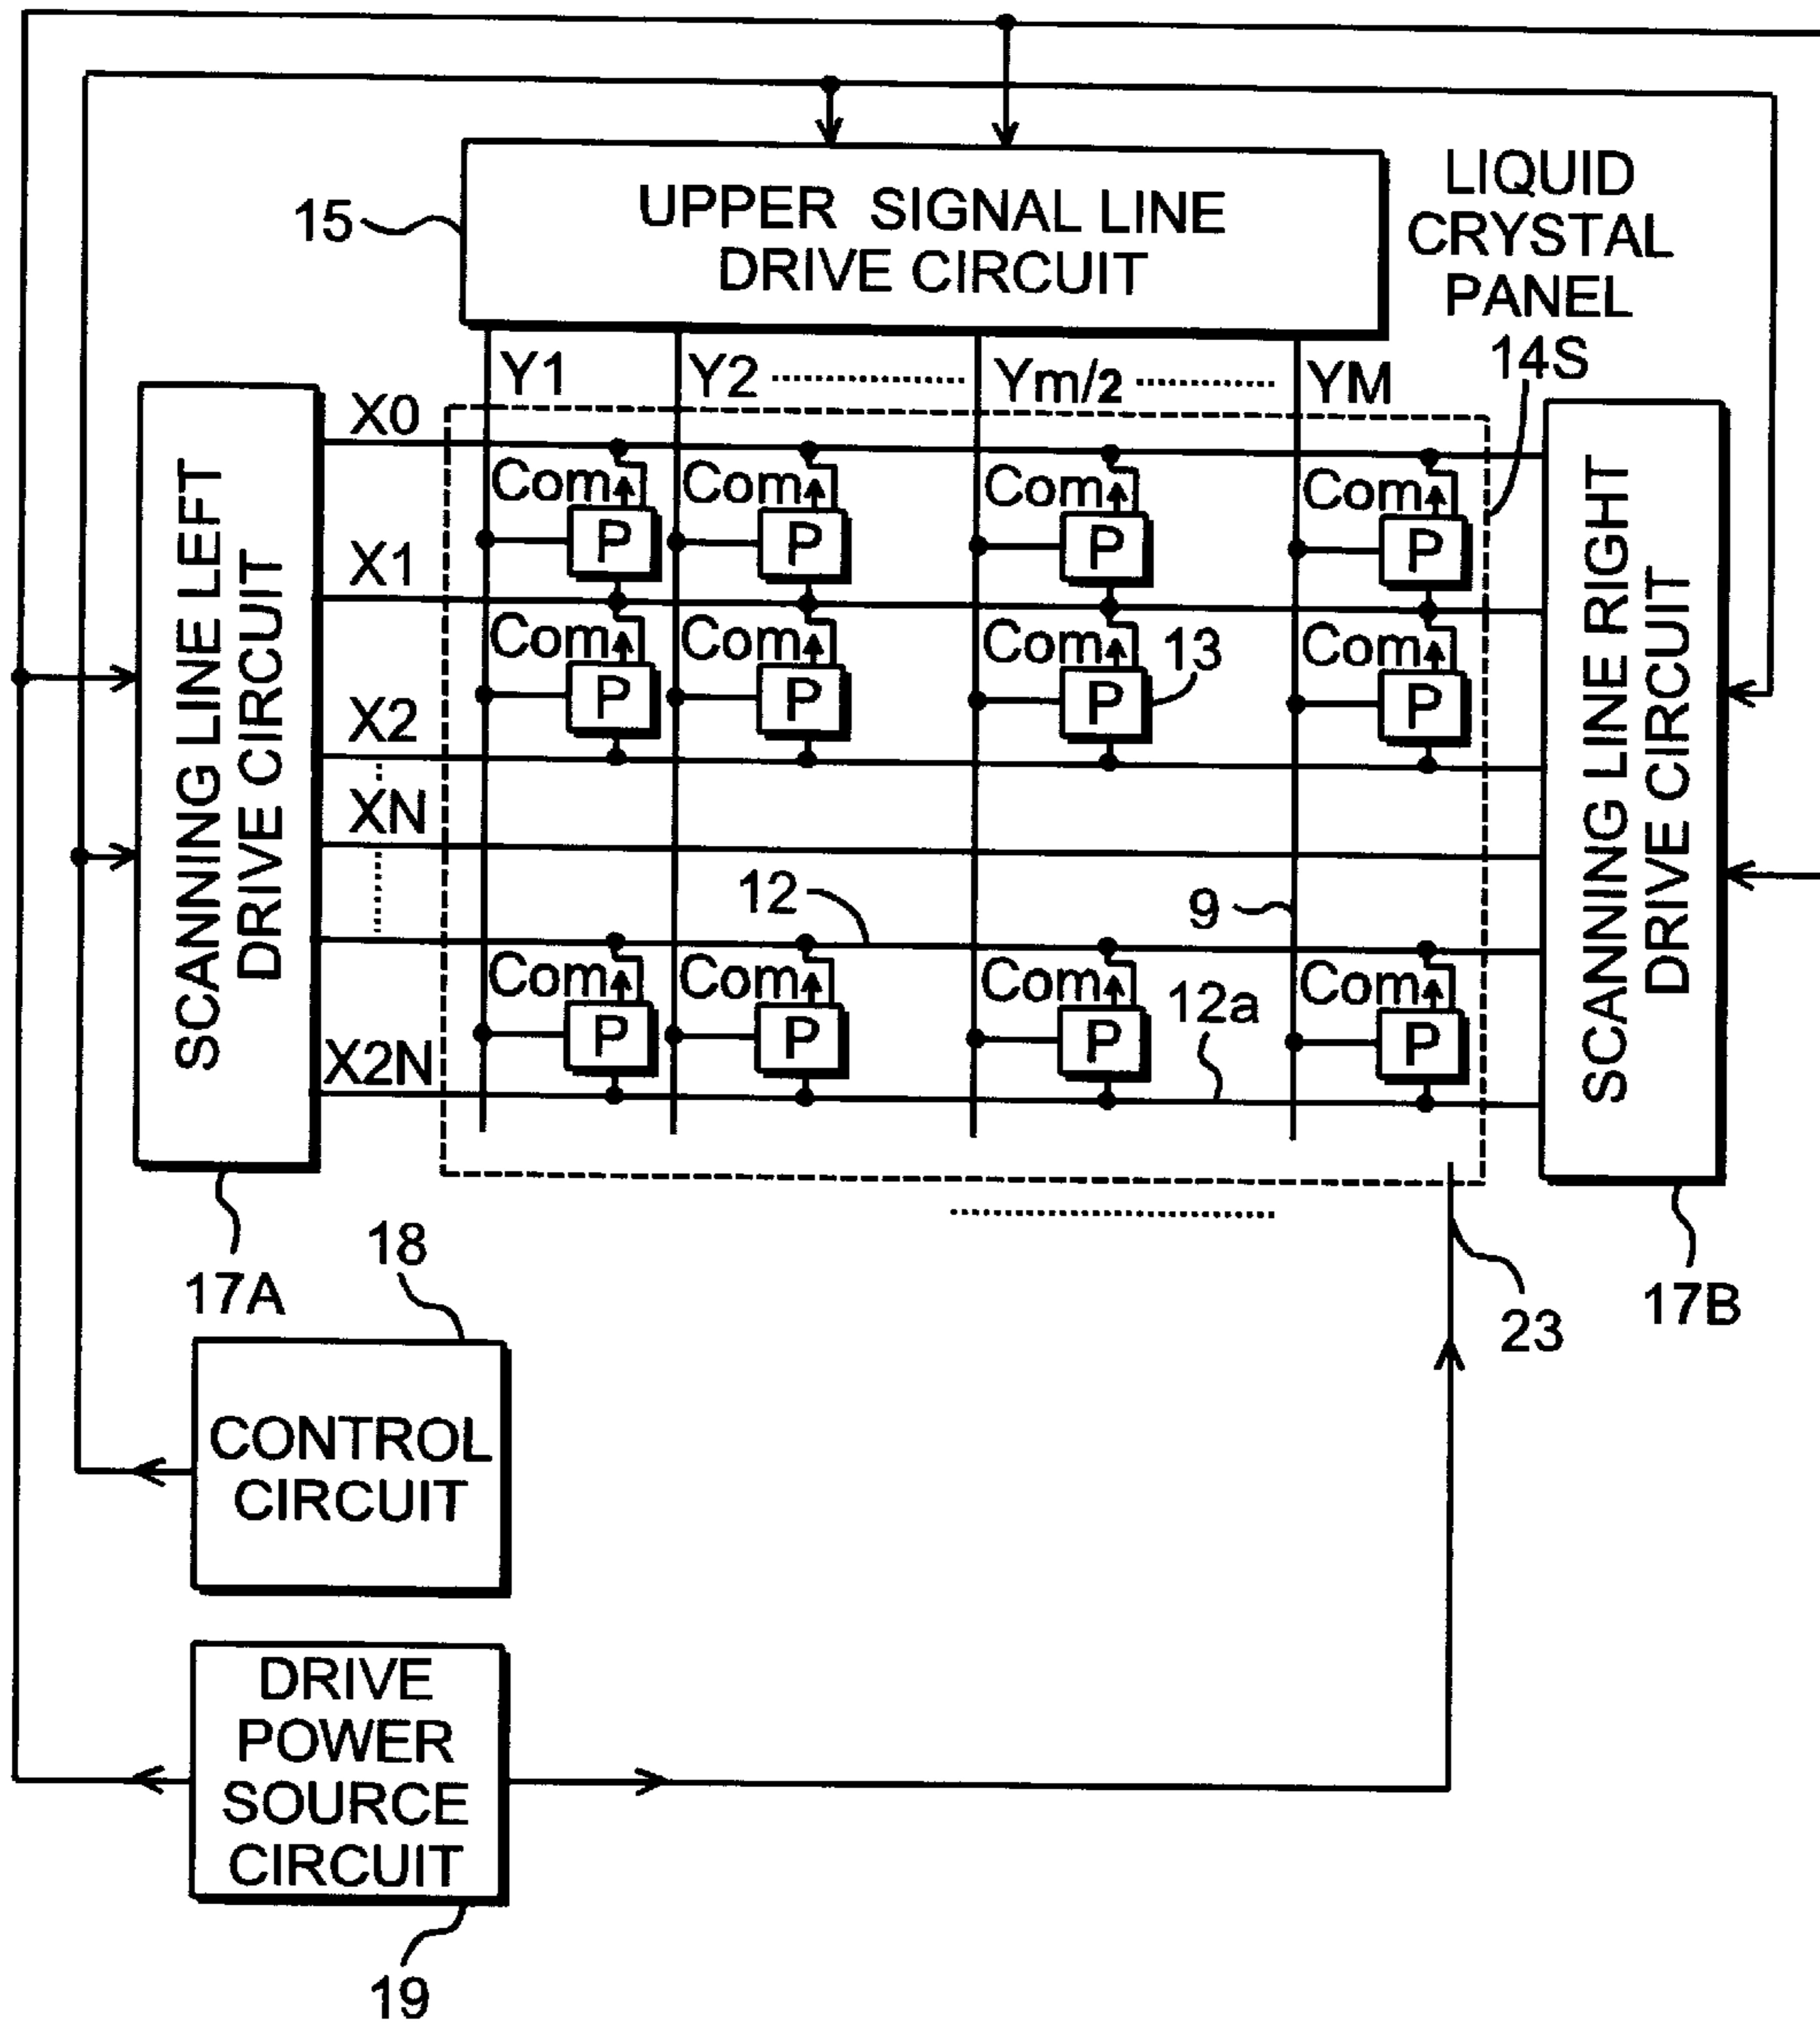 UPPER SIGNAL LINE
DRIVE CIRCUIT
15
LIQUID
CRYSTAL
PANEL
14S
Y1
Y2
Ym/2
YM
SCANNING LINE LEFT
DRIVE CIRCUIT
SCANNING LINE RIGHT
DRIVE CIRCUIT
X0
Com
Com
Com
Com
P
P
P
P
X1
Com
Com
Com
Com
13
P
P
P
P
X2
XN
12
9
Com
Com
Com
Com
12a
P
P
P
P
X2N
17A
18
23
17B
CONTROL
CIRCUIT
DRIVE
POWER
SOURCE
CIRCUIT
19